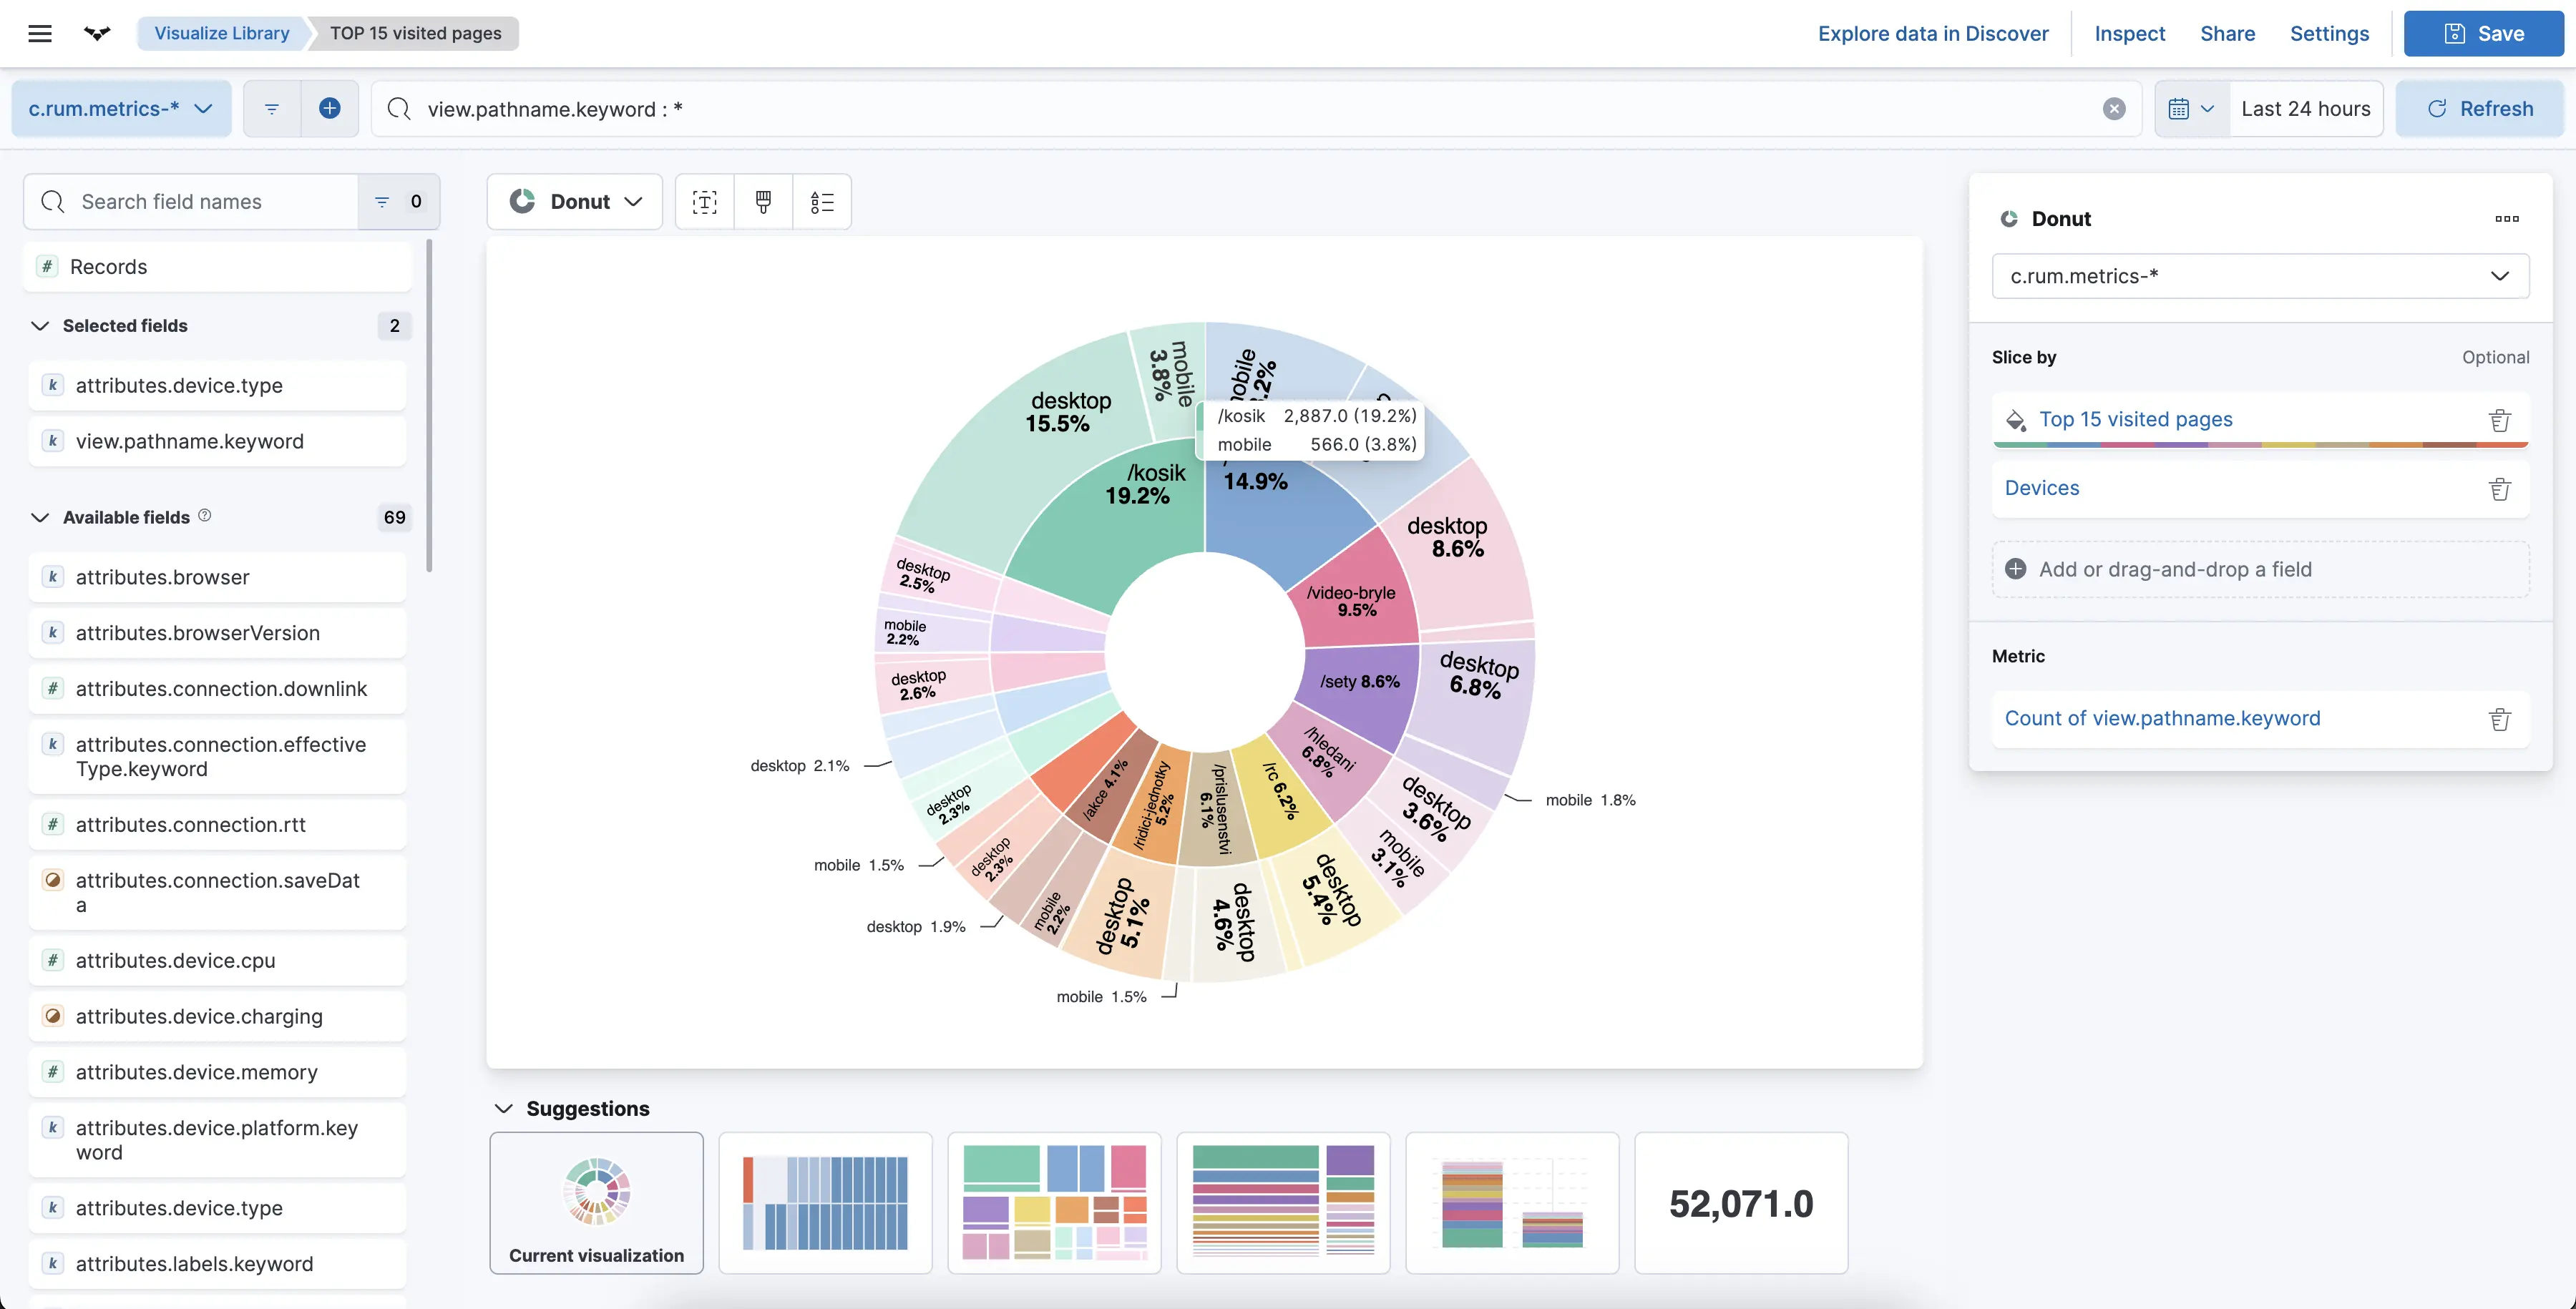 Visualize Library
TOP 15 visited pages
Explore data in Discover
Inspect
Share
Settings
Save
c.rum.metrics-*
view.pathname.keyword : *
Last 24 hours
Refresh
Search field names
0
Records
Selected fields
2
attributes.device.type
view.pathname.keyword
Available fields
69
attributes.browser
attributes.browserVersion
attributes.connection.downlink
attributes.connection.effective
Type.keyword
attributes.connection.rtt
attributes.connection.saveDat
a
attributes.device.cpu
attributes.device.charging
attributes.device.memory
attributes.device.platform.key
word
attributes.device.type
attributes.labels.keyword
Donut
desktop
15.5%
mobile
3.8%
/kosik 2,887.0 (19.2%)
mobile 566.0 (3.8%)
/kosik
19.2%
14.9%
desktop
8.6%
/video-bryle
9.5%
desktop
6.8%
/sety 8.6%
mobile 1.8%
/hledani
6.8%
desktop
3.6%
mobile
3.1%
/rc 6.2%
desktop
5.4%
/prislusenstvi
6.1%
desktop
4.6%
mobile 1.5%
/ridici-jednotky
5.2%
desktop
5.1%
/akce 4.1%
mobile
2.2%
desktop 1.9%
desktop
2.3%
mobile 1.5%
desktop
2.3%
desktop 2.1%
desktop
2.6%
mobile
2.2%
desktop
2.5%
Suggestions
Current visualization
52,071.0
Donut
c.rum.metrics-*
Slice by
Optional
Top 15 visited pages
Devices
Add or drag-and-drop a field
Metric
Count of view.pathname.keyword